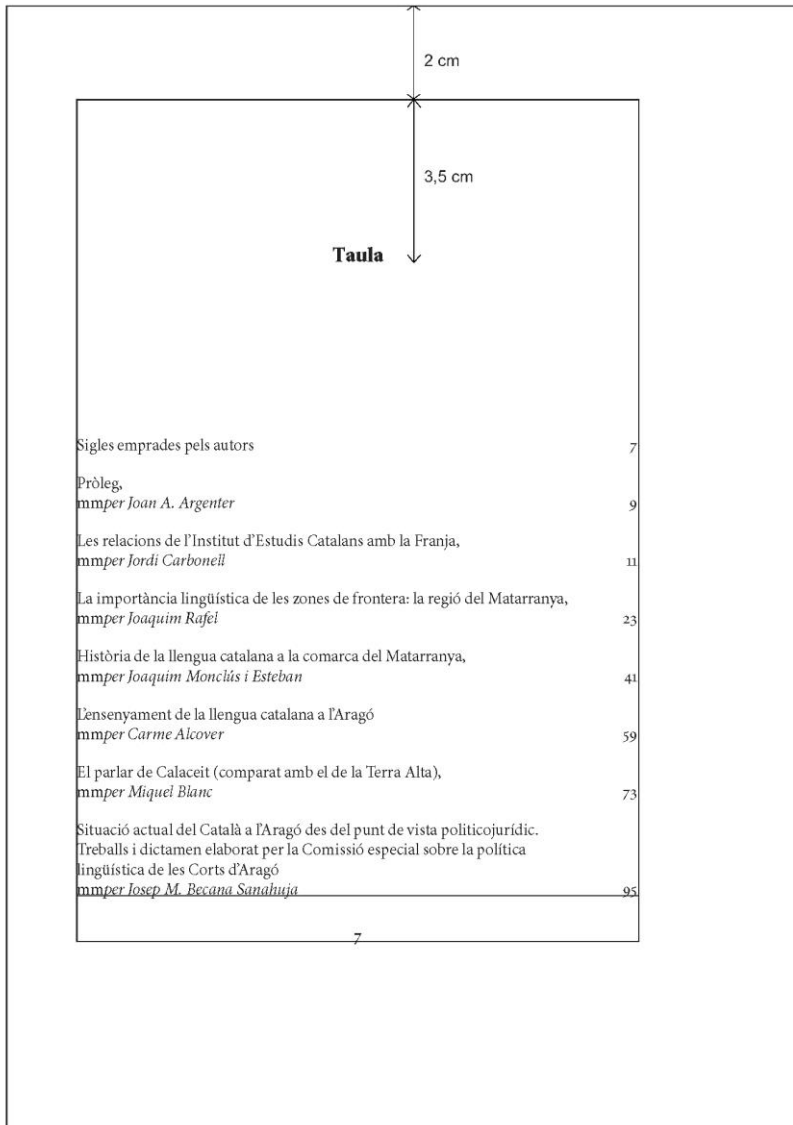 2 cm
3,5 cm
Taula
Sigles emprades pels autors 7
Pròleg,
mmper Joan A. Argenter 9
Les relacions de l’Institut d’Estudis Catalans amb la Franja,
mmper Jordi Carbonell 11
La importància lingüística de les zones de frontera: la regió del Matarranya,
mmper Joaquim Rafel 23
Història de la llengua catalana a la comarca del Matarranya,
mmper Joaquim Monclús i Esteban 41
L’ensenyament de la llengua catalana a l’Aragó
mmper Carme Alcover 59
El parlar de Calaceit (comparat amb el de la Terra Alta),
mmper Miquel Blanc 73
Situació actual del Català a l’Aragó des del punt de vista politicojurídic.
Treballs i dictamen elaborat per la Comissió especial sobre la política
lingüística de les Corts d’Aragó
mmper Josep M. Becana Sanahuja 95
7